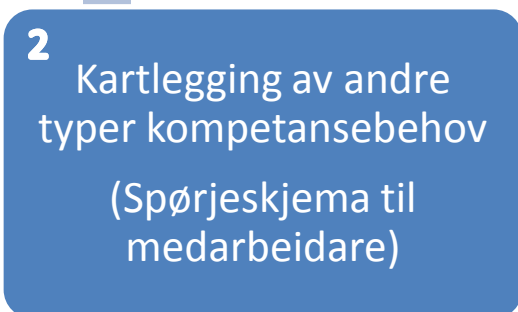 2
Kartlegging av andre
typer kompetansebehov
(Spørjeskjema til
medarbeidare)